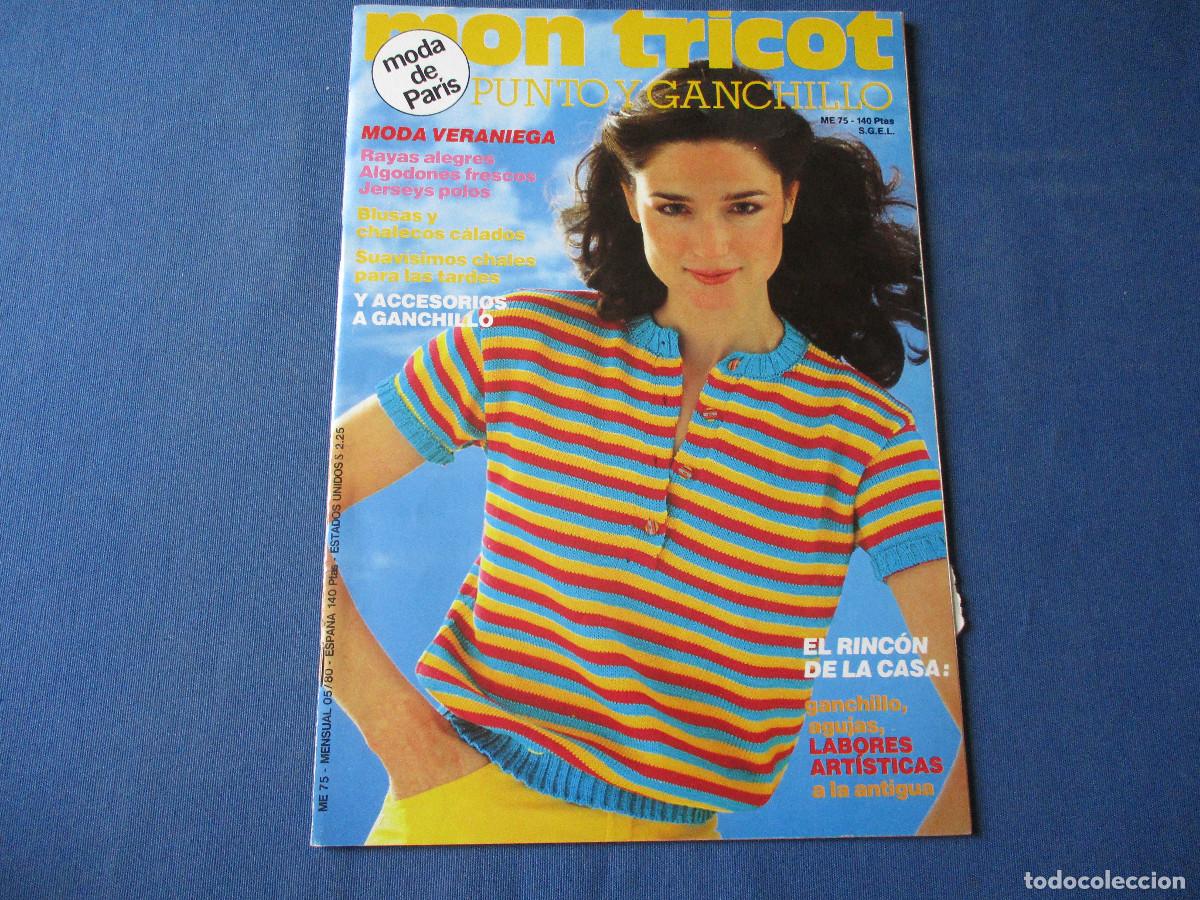 mon tricot
moda
de
París
PUNTO Y GANCHILLO
ME 75 - 140 Ptas
S.G.E.L.
MODA VERANIEGA
Rayas alegres
Algodones frescos
Jerseys polos
Blusas y
chalecos calados
Suavísimos chales
para las tardes
Y ACCESORIOS
A GANCHILLO
ME 75 - MENSUAL 05/80 - ESPAÑA 140 Ptas - ESTADOS UNIDOS $ 2.25
EL RINCÓN
DE LA CASA:
ganchillo,
agujas,
LABORES
ARTÍSTICAS
a la antigua
todocoleccion